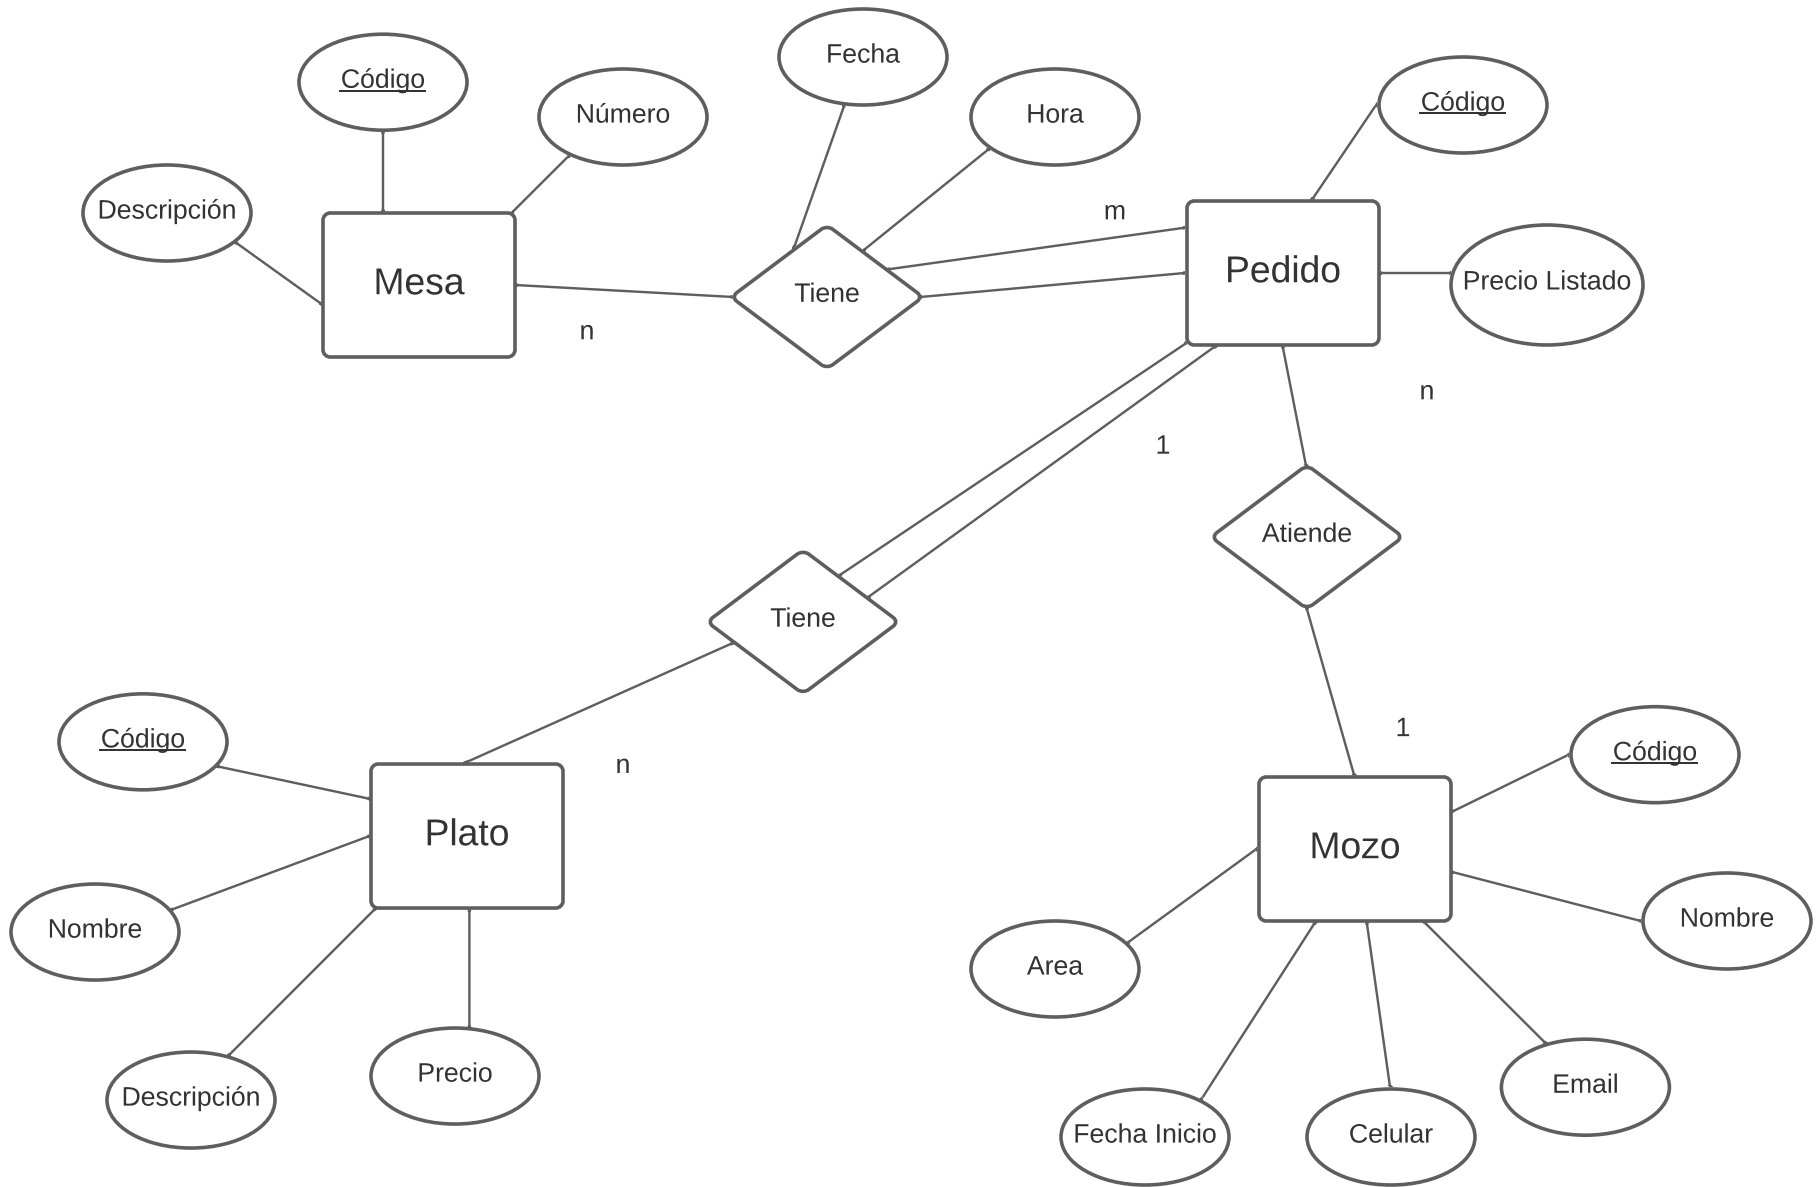 Fecha
Código
Código
Número
Hora
Descripción
m
Mesa
Tiene
Pedido
Precio Listado
n
n
1
Atiende
Tiene
1
Código
n
Código
Plato
Mozo
Nombre
Nombre
Area
Descripción
Precio
Email
Fecha Inicio
Celular